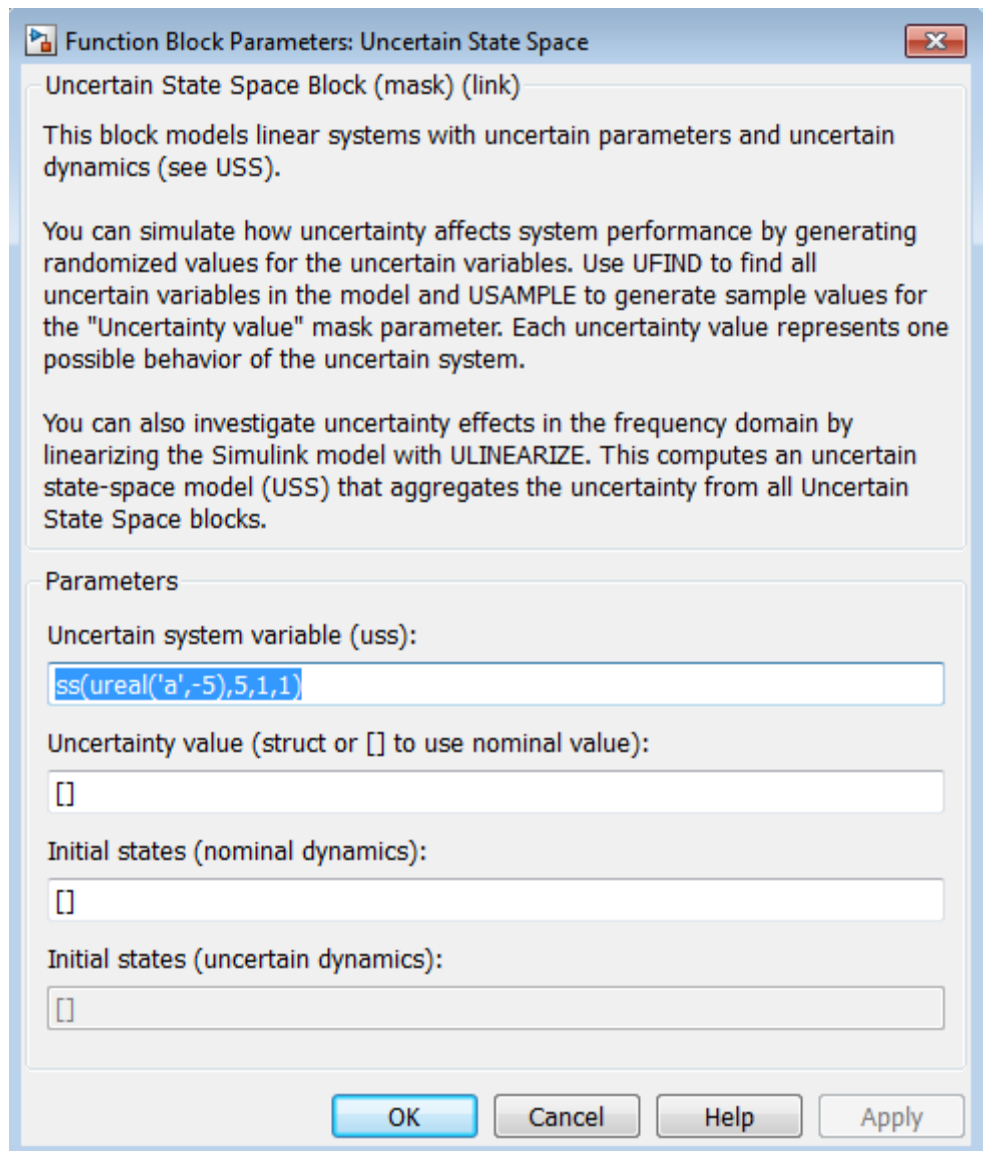 Function Block Parameters: Uncertain State Space
Uncertain State Space Block (mask) (link)
This block models linear systems with uncertain parameters and uncertain
dynamics (see USS).
You can simulate how uncertainty affects system performance by generating
randomized values for the uncertain variables. Use UFIND to find all
uncertain variables in the model and USAMPLE to generate sample values for
the "Uncertainty value" mask parameter. Each uncertainty value represents one
possible behavior of the uncertain system.
You can also investigate uncertainty effects in the frequency domain by
linearizing the Simulink model with ULINEARIZE. This computes an uncertain
state-space model (USS) that aggregates the uncertainty from all Uncertain
State Space blocks.
Parameters
Uncertain system variable (uss):
ss(ureal('a',-5),5,1,1)
Uncertainty value (struct or [] to use nominal value):
[]
Initial states (nominal dynamics):
[]
Initial states (uncertain dynamics):
[]
OK Cancel Help Apply